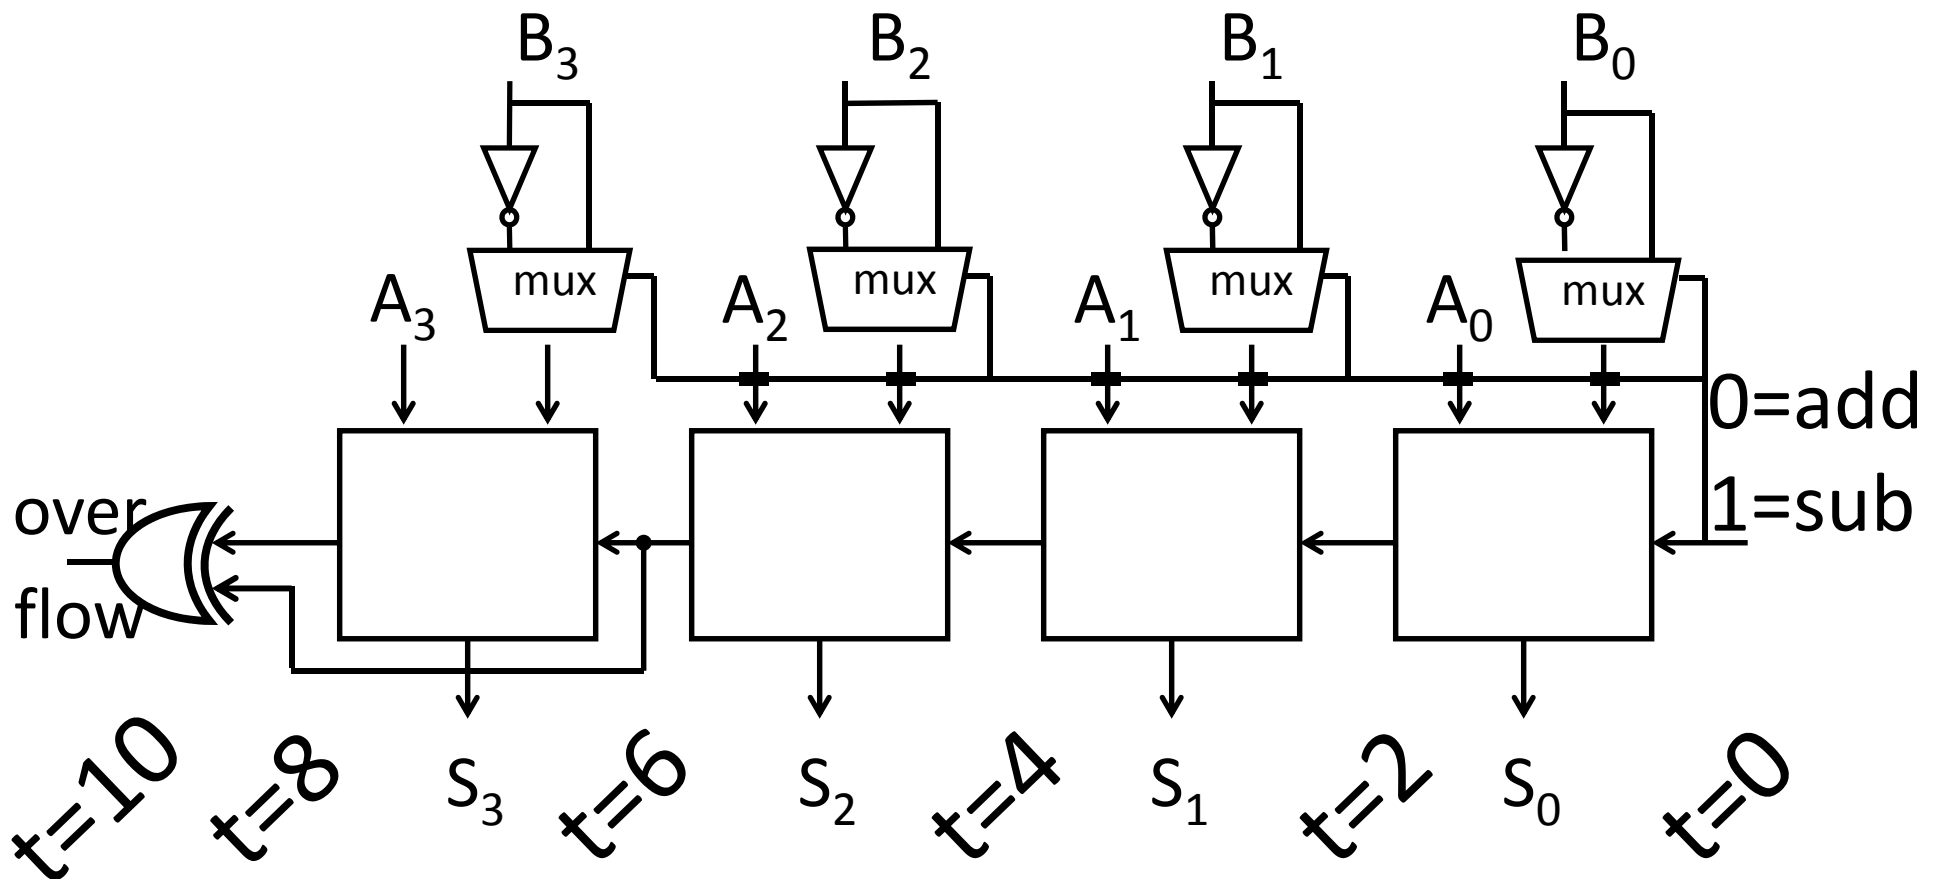 B₃ B₂ B₁ B₀
mux mux mux mux
A₃ A₂ A₁ A₀
0=add
1=sub
over
flow
S₃ S₂ S₁ S₀
t=10 t=8 t=6 t=4 t=2 t=0